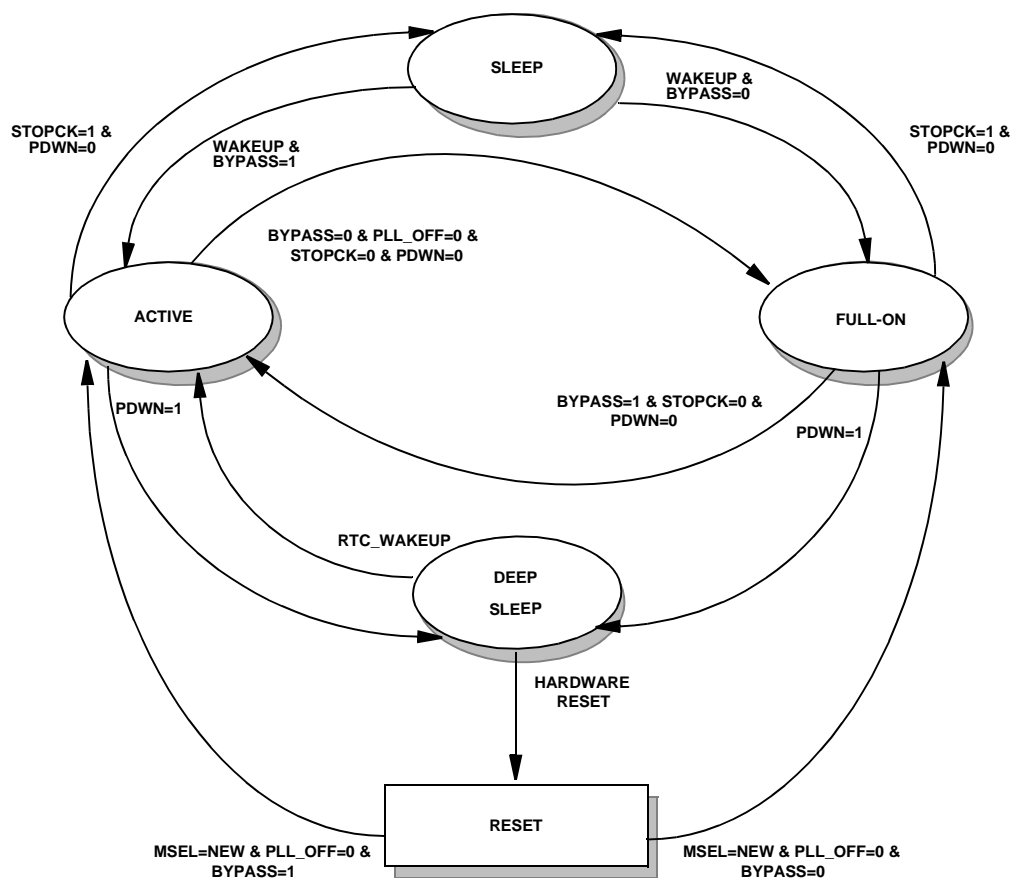 SLEEP
WAKEUP &
BYPASS=0
STOPCK=1 &
PDWN=0
STOPCK=1 &
PDWN=0
WAKEUP &
BYPASS=1
BYPASS=0 & PLL_OFF=0 &
STOPCK=0 & PDWN=0
ACTIVE
FULL-ON
PDWN=1
BYPASS=1 & STOPCK=0 &
PDWN=0
PDWN=1
RTC_WAKEUP
DEEP
SLEEP
HARDWARE
RESET
RESET
MSEL=NEW & PLL_OFF=0 &
BYPASS=1
MSEL=NEW & PLL_OFF=0 &
BYPASS=0